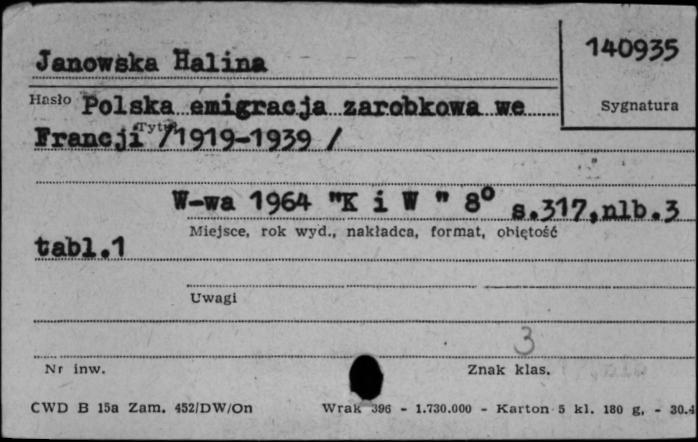 140935
Janowska Halina
Hasło Polska emigracja zarobkowa we
Sygnatura
Francji Tytuł /1919-1939 /
W-wa 1964 "K i W " 8° s.317,nlb.3
Miejsce, rok wyd., nakładca, format, obiętość
tabl.1
Uwagi
3
Nr inw.
Znak klas.
CWD B 15a Zam. 452/DW/On Wrak 396 - 1.730.000 - Karton 5 kl. 180 g, - 30.4